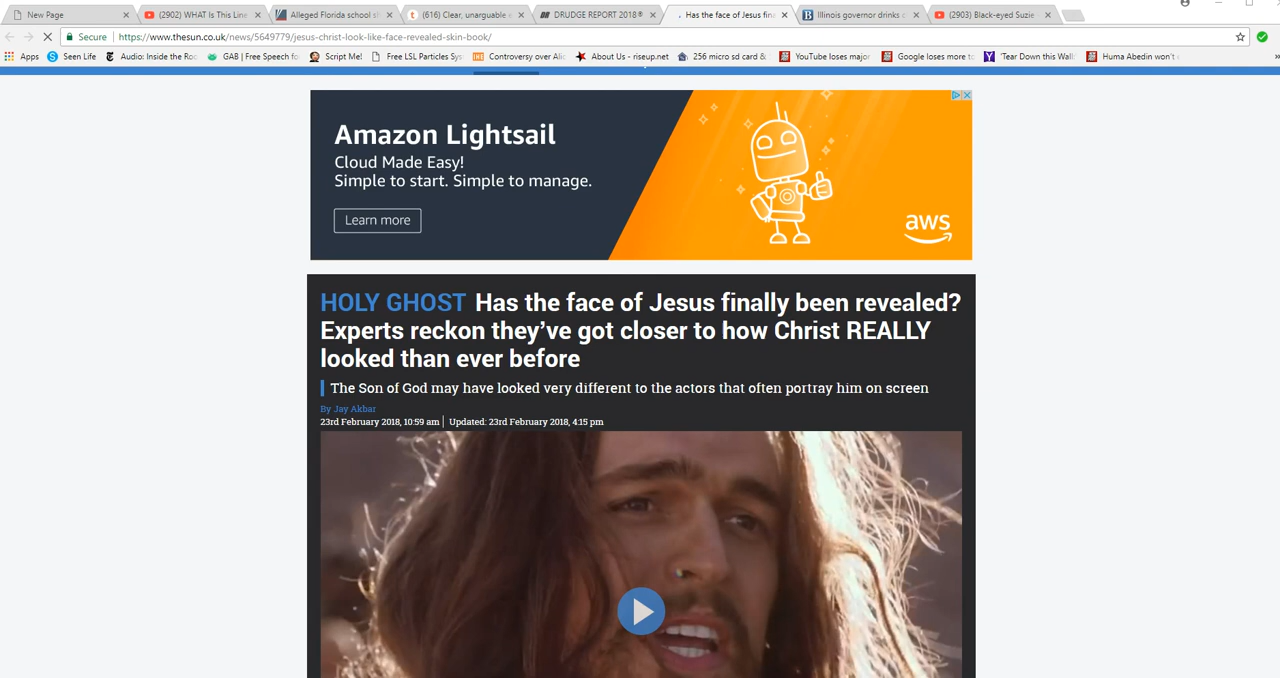 New Page
(2902) WHAT Is This Line
Alleged Florida school s
(616) Clear, unarguable e
DRUDGE REPORT 2018®
Has the face of Jesus fina
Illinois governor drinks c
(2903) Black-eyed Suzie
Secure | https://www.thesun.co.uk/news/5649779/jesus-christ-look-like-face-revealed-skin-book/
Apps Seen Life Audio: Inside the Roo GAB | Free Speech fo Script Me! Free LSL Particles Sys Controversy over Alic About Us - riseup.net 256 micro sd card & YouTube loses major Google loses more to 'Tear Down this Wall Huma Abedin won't
Amazon Lightsail
Cloud Made Easy!
Simple to start. Simple to manage.
Learn more
aws
HOLY GHOST Has the face of Jesus finally been revealed?
Experts reckon they've got closer to how Christ REALLY
looked than ever before
The Son of God may have looked very different to the actors that often portray him on screen
By Jay Akbar
23rd February 2018, 10:59 am | Updated: 23rd February 2018, 4:15 pm